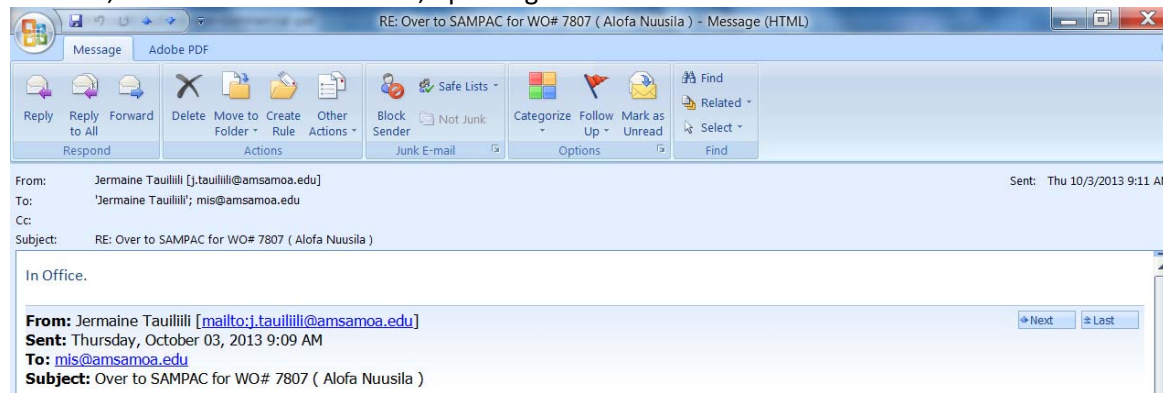 RE: Over to SAMPAC for WO# 7807 ( Alofa Nuusila ) - Message (HTML)
Message Adobe PDF
Reply Reply to All Forward
Respond
Delete Move to Folder Create Rule Other Actions
Actions
Block Sender Safe Lists Not Junk
Junk E-mail
Categorize Follow Up Mark as Unread
Options
Find Related Select
Find
From: Jermaine Tauiliili [j.tauiliili@amsamoa.edu] Sent: Thu 10/3/2013 9:11 AM
To: 'Jermaine Tauiliili'; mis@amsamoa.edu
Cc:
Subject: RE: Over to SAMPAC for WO# 7807 ( Alofa Nuusila )
In Office.
From: Jermaine Tauiliili [mailto:j.tauiliili@amsamoa.edu] Next Last
Sent: Thursday, October 03, 2013 9:09 AM
To: mis@amsamoa.edu
Subject: Over to SAMPAC for WO# 7807 ( Alofa Nuusila )